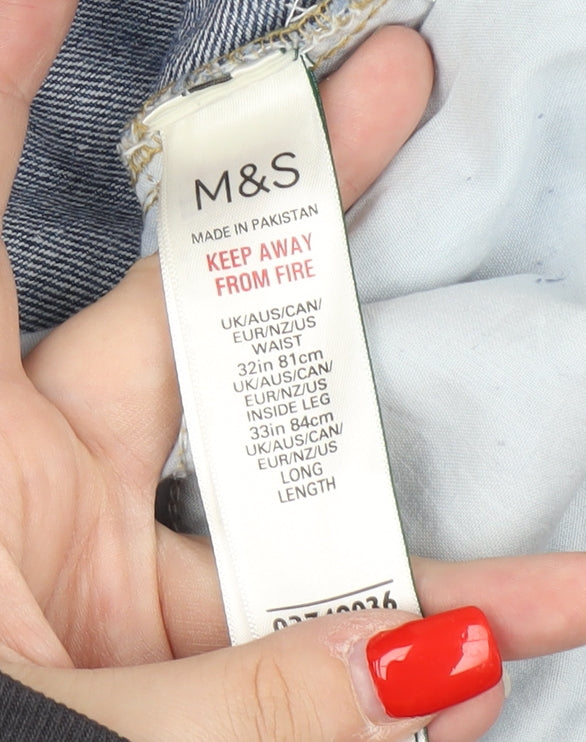 M&S
MADE IN PAKISTAN
KEEP AWAY
FROM FIRE
UK/AUS/CAN/
EUR/NZ/US
WAIST
32in 81cm
UK/AUS/CAN/
EUR/NZ/US
INSIDE LEG
33in 84cm
UK/AUS/CAN/
EUR/NZ/US
LONG
LENGTH